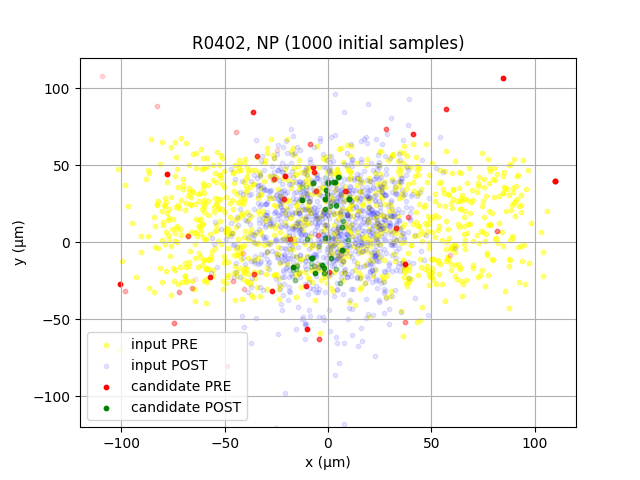 R0402, NP (1000 initial samples)
y (μm)
100
50
0
−50
−100
input PRE
input POST
candidate PRE
candidate POST
−100 −50 0 50 100
x (μm)